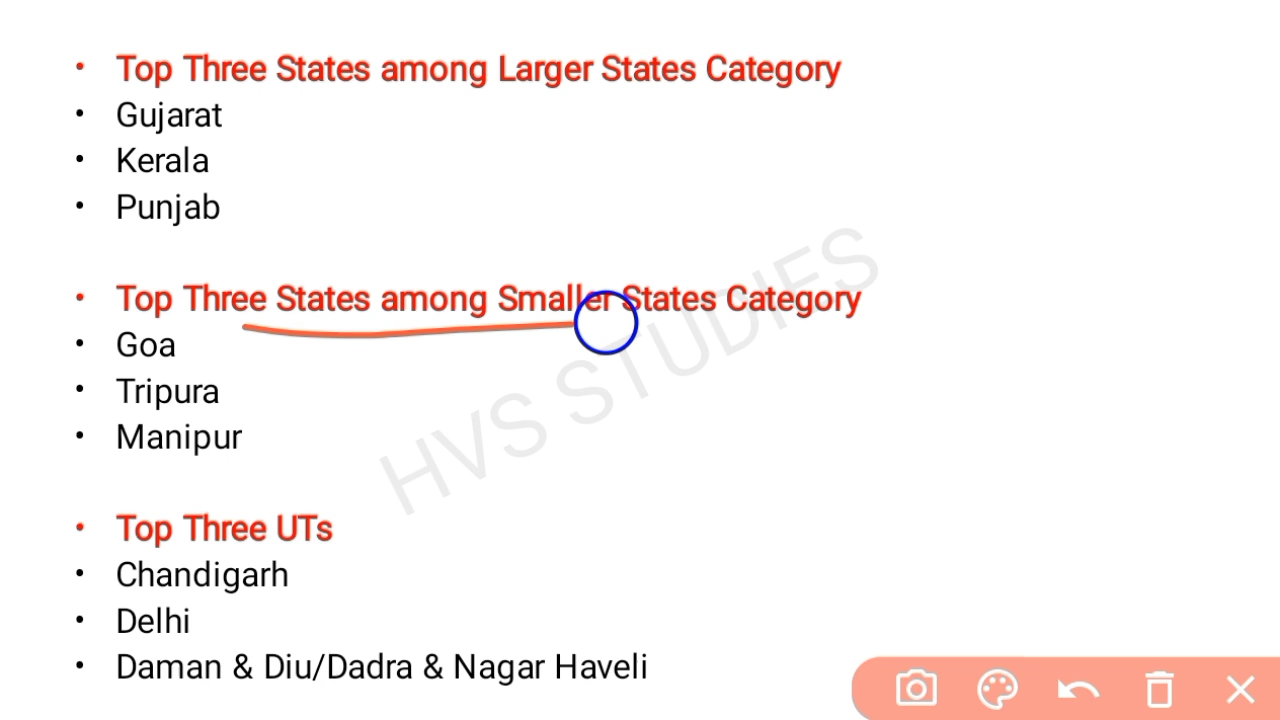 • Top Three States among Larger States Category
• Gujarat
• Kerala
• Punjab
• Top Three States among Smaller States Category
• Goa
• Tripura
• Manipur
• Top Three UTs
• Chandigarh
• Delhi
• Daman & Diu/Dadra & Nagar Haveli
HVS STUDIES